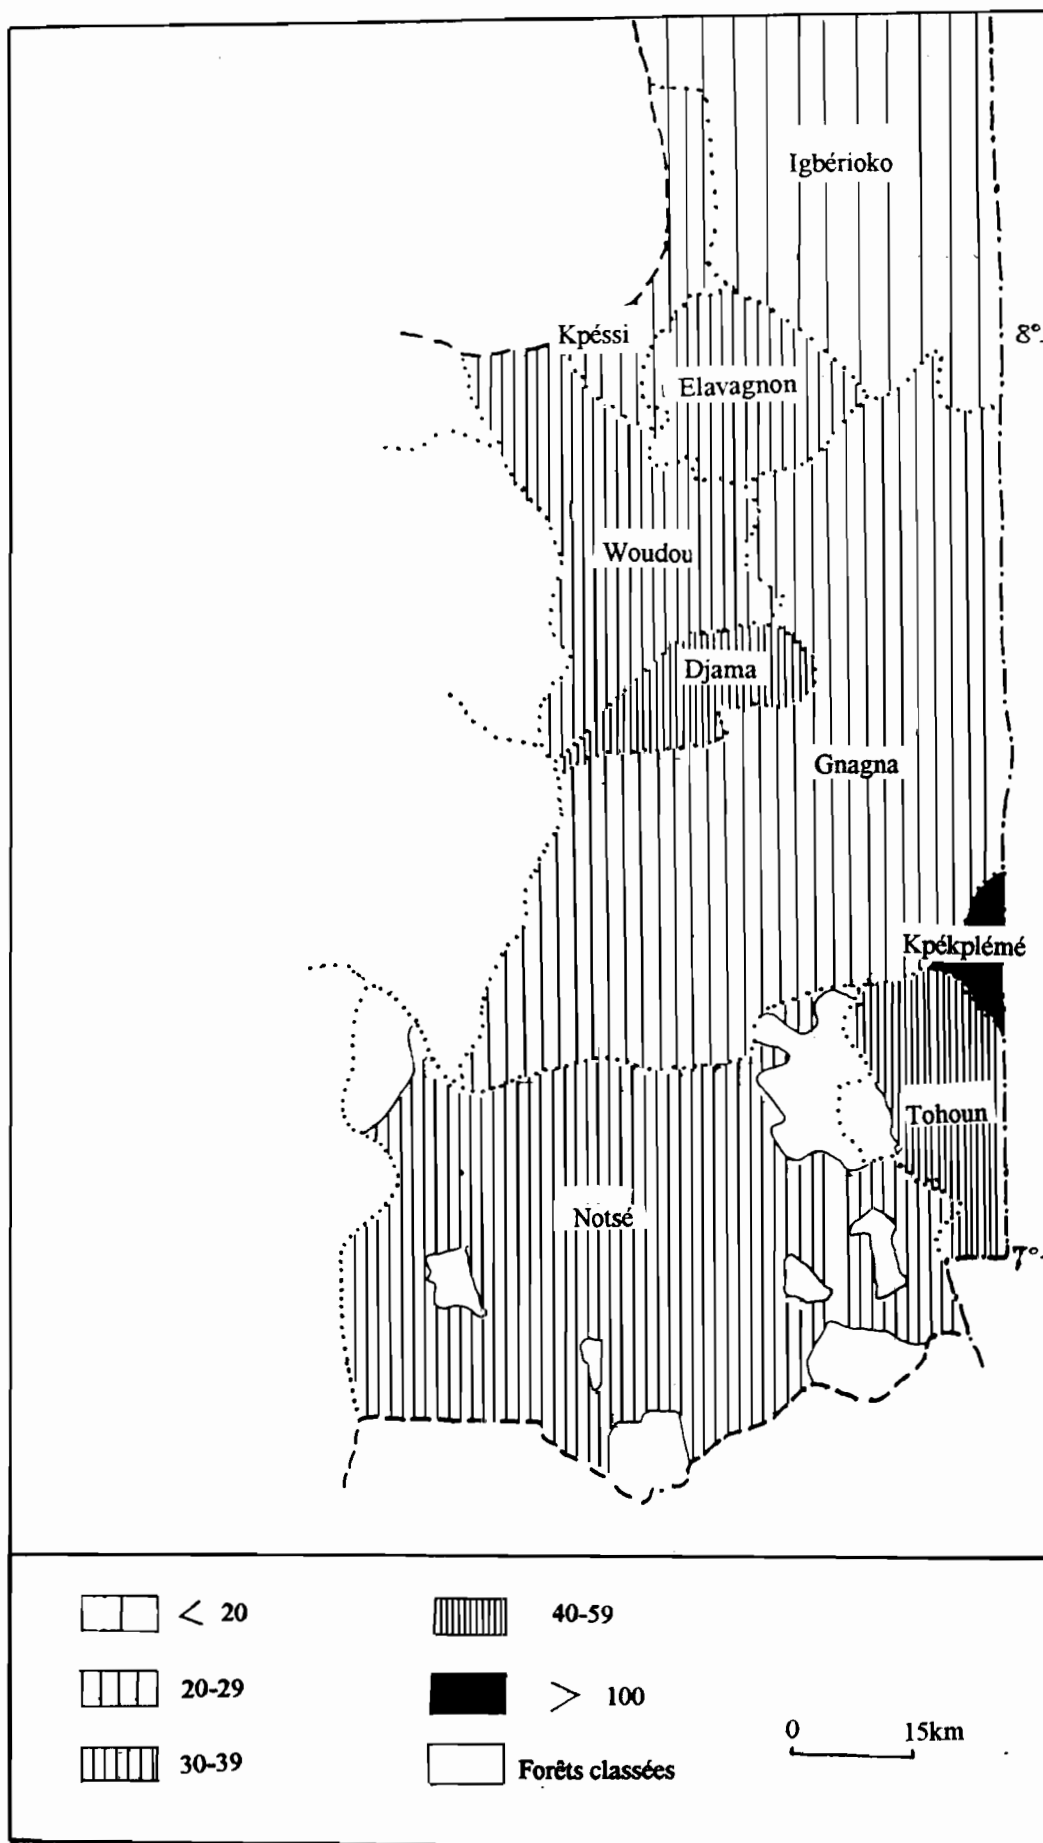 Igbérioko
8°
Kpéssi
Elavagnon
Woudou
Djama
Gnagna
Kpékplémé
Tohoun
Notsé
7°
< 20
40-59
20-29
> 100
30-39
Forêts classées
0 15km